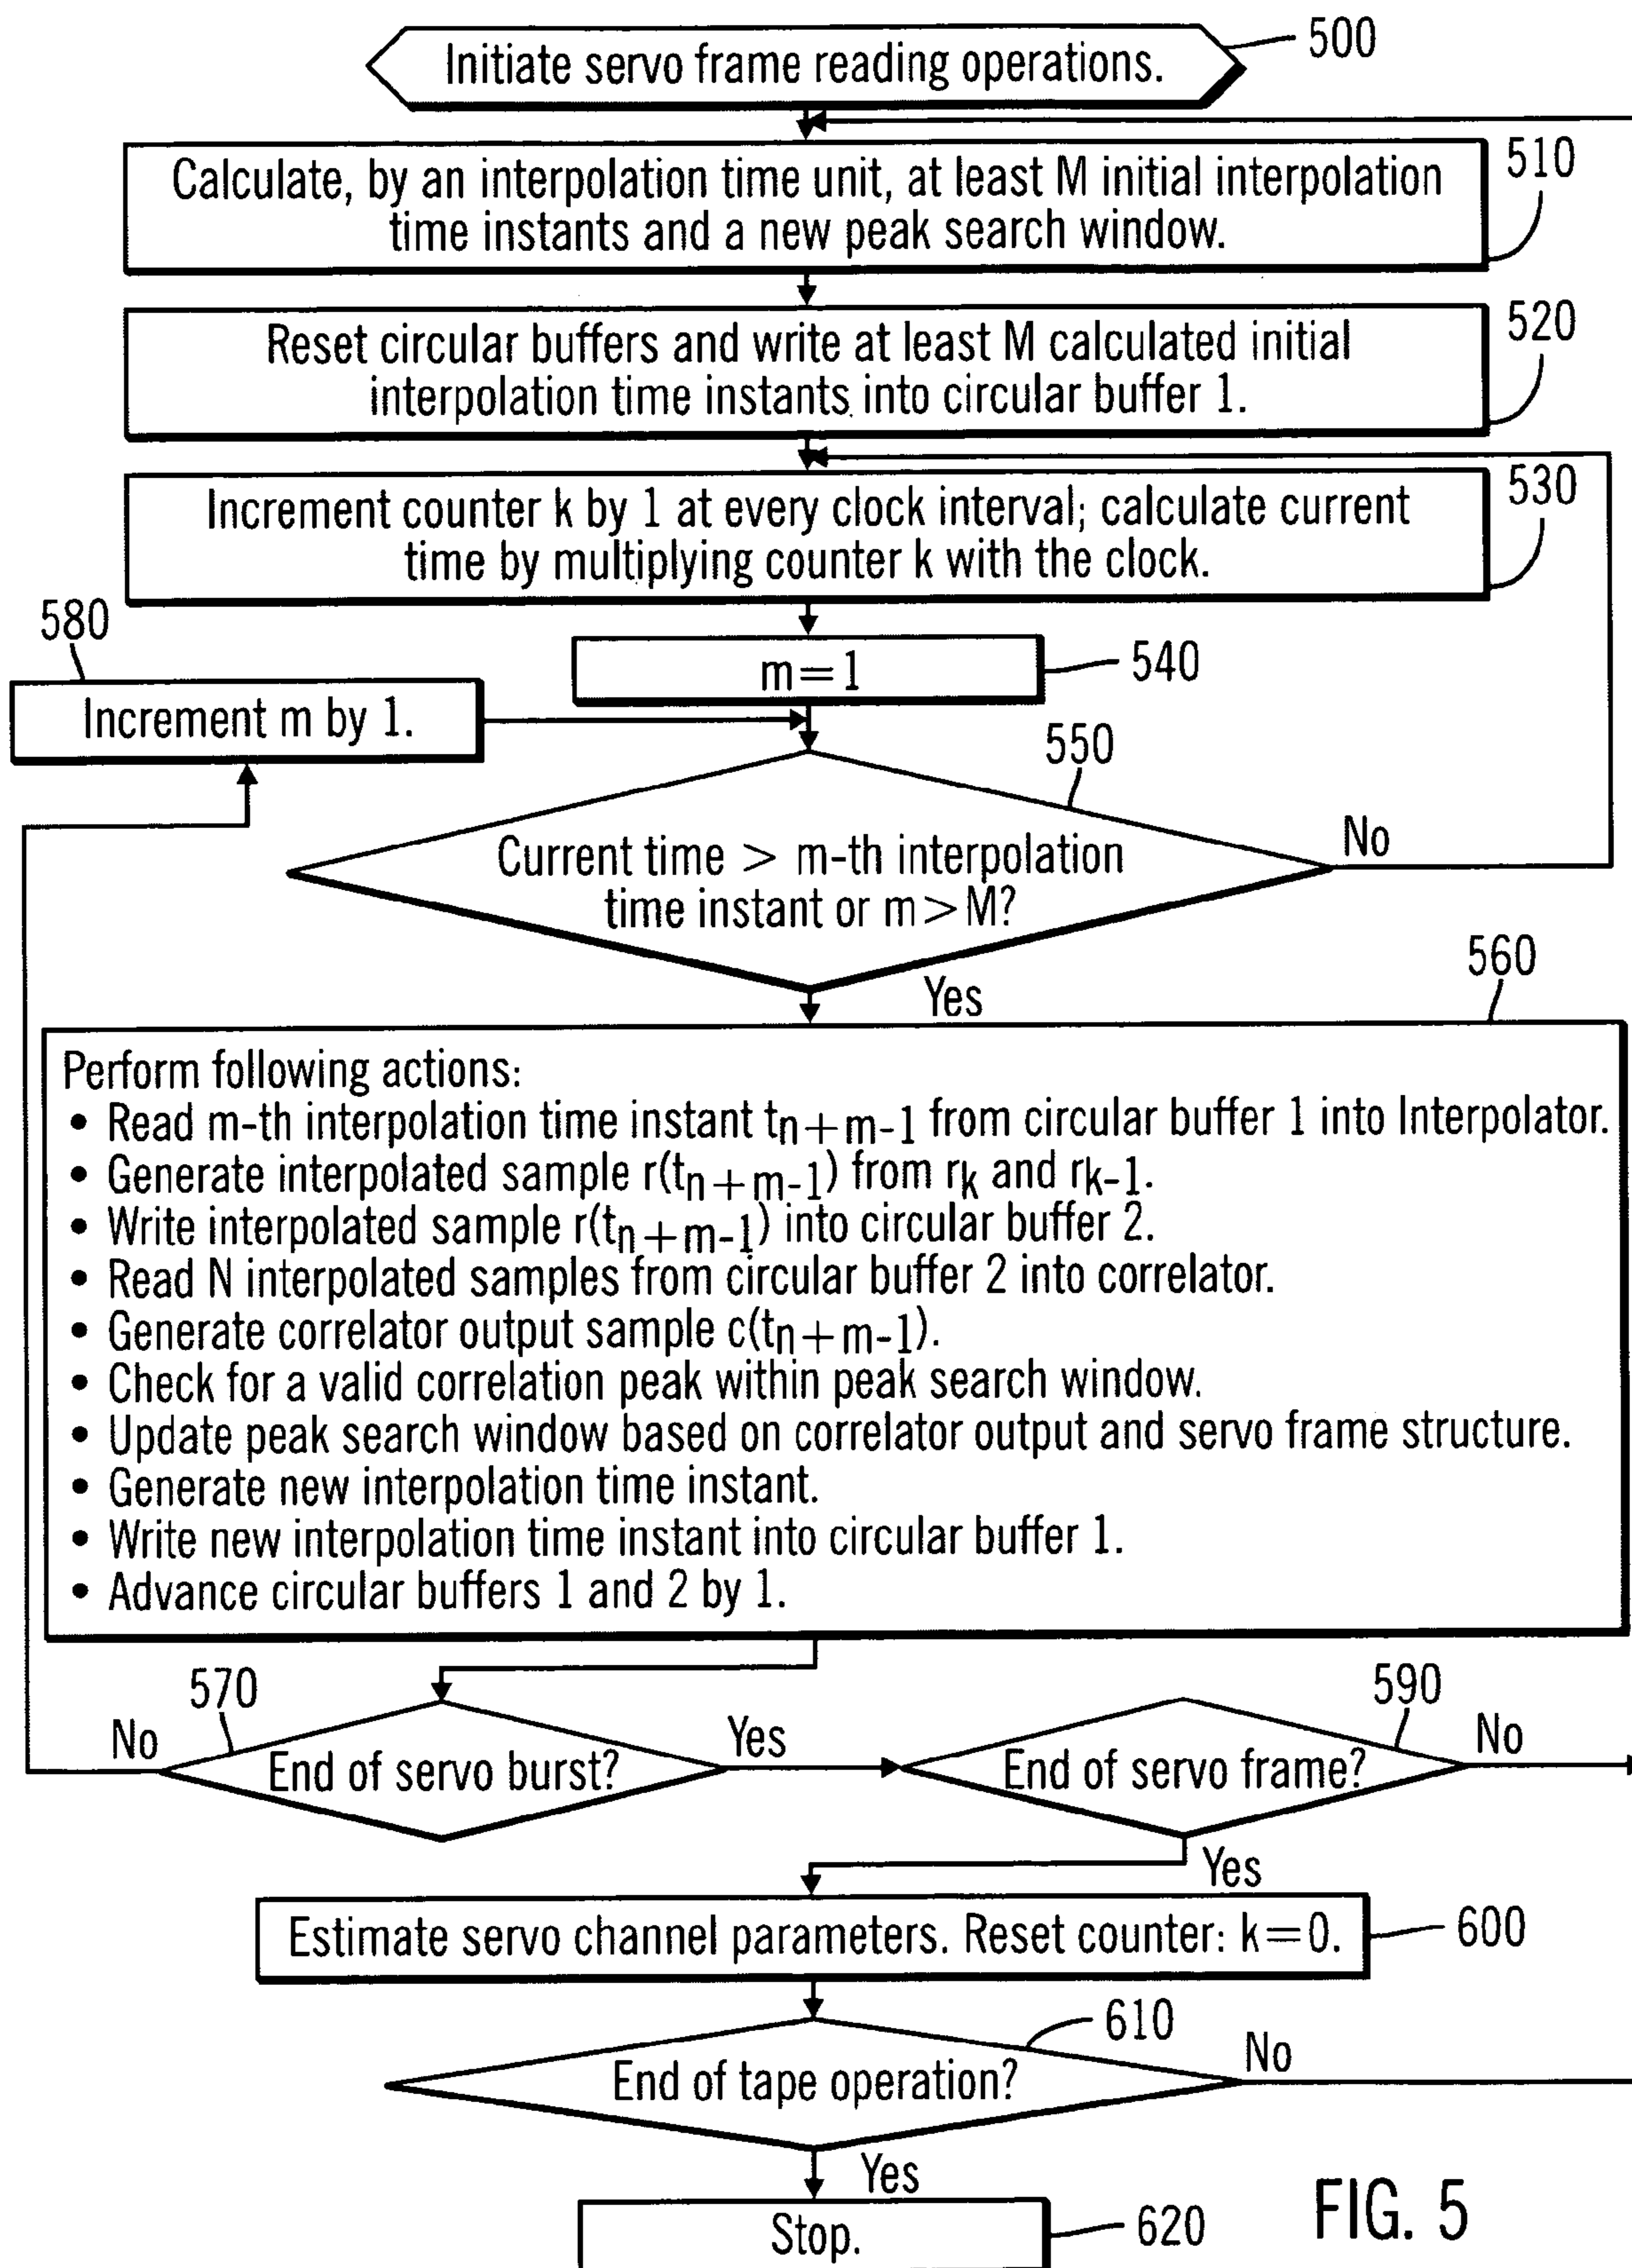 Initiate servo frame reading operations.
500
Calculate, by an interpolation time unit, at least M initial interpolation
time instants and a new peak search window.
510
Reset circular buffers and write at least M calculated initial
interpolation time instants into circular buffer 1.
520
Increment counter k by 1 at every clock interval; calculate current
time by multiplying counter k with the clock.
530
580
m=1
540
Increment m by 1.
550
Current time > m-th interpolation
time instant or m>M?
No
Yes
560
Perform following actions:
• Read m-th interpolation time instant tn+m-1 from circular buffer 1 into Interpolator.
• Generate interpolated sample r(tn+m-1) from rk and rk-1.
• Write interpolated sample r(tn+m-1) into circular buffer 2.
• Read N interpolated samples from circular buffer 2 into correlator.
• Generate correlator output sample c(tn+m-1).
• Check for a valid correlation peak within peak search window.
• Update peak search window based on correlator output and servo frame structure.
• Generate new interpolation time instant.
• Write new interpolation time instant into circular buffer 1.
• Advance circular buffers 1 and 2 by 1.
570
590
No
End of servo burst?
Yes
End of servo frame?
No
Yes
Estimate servo channel parameters. Reset counter: k=0.
600
610
End of tape operation?
No
Yes
Stop.
620
FIG. 5